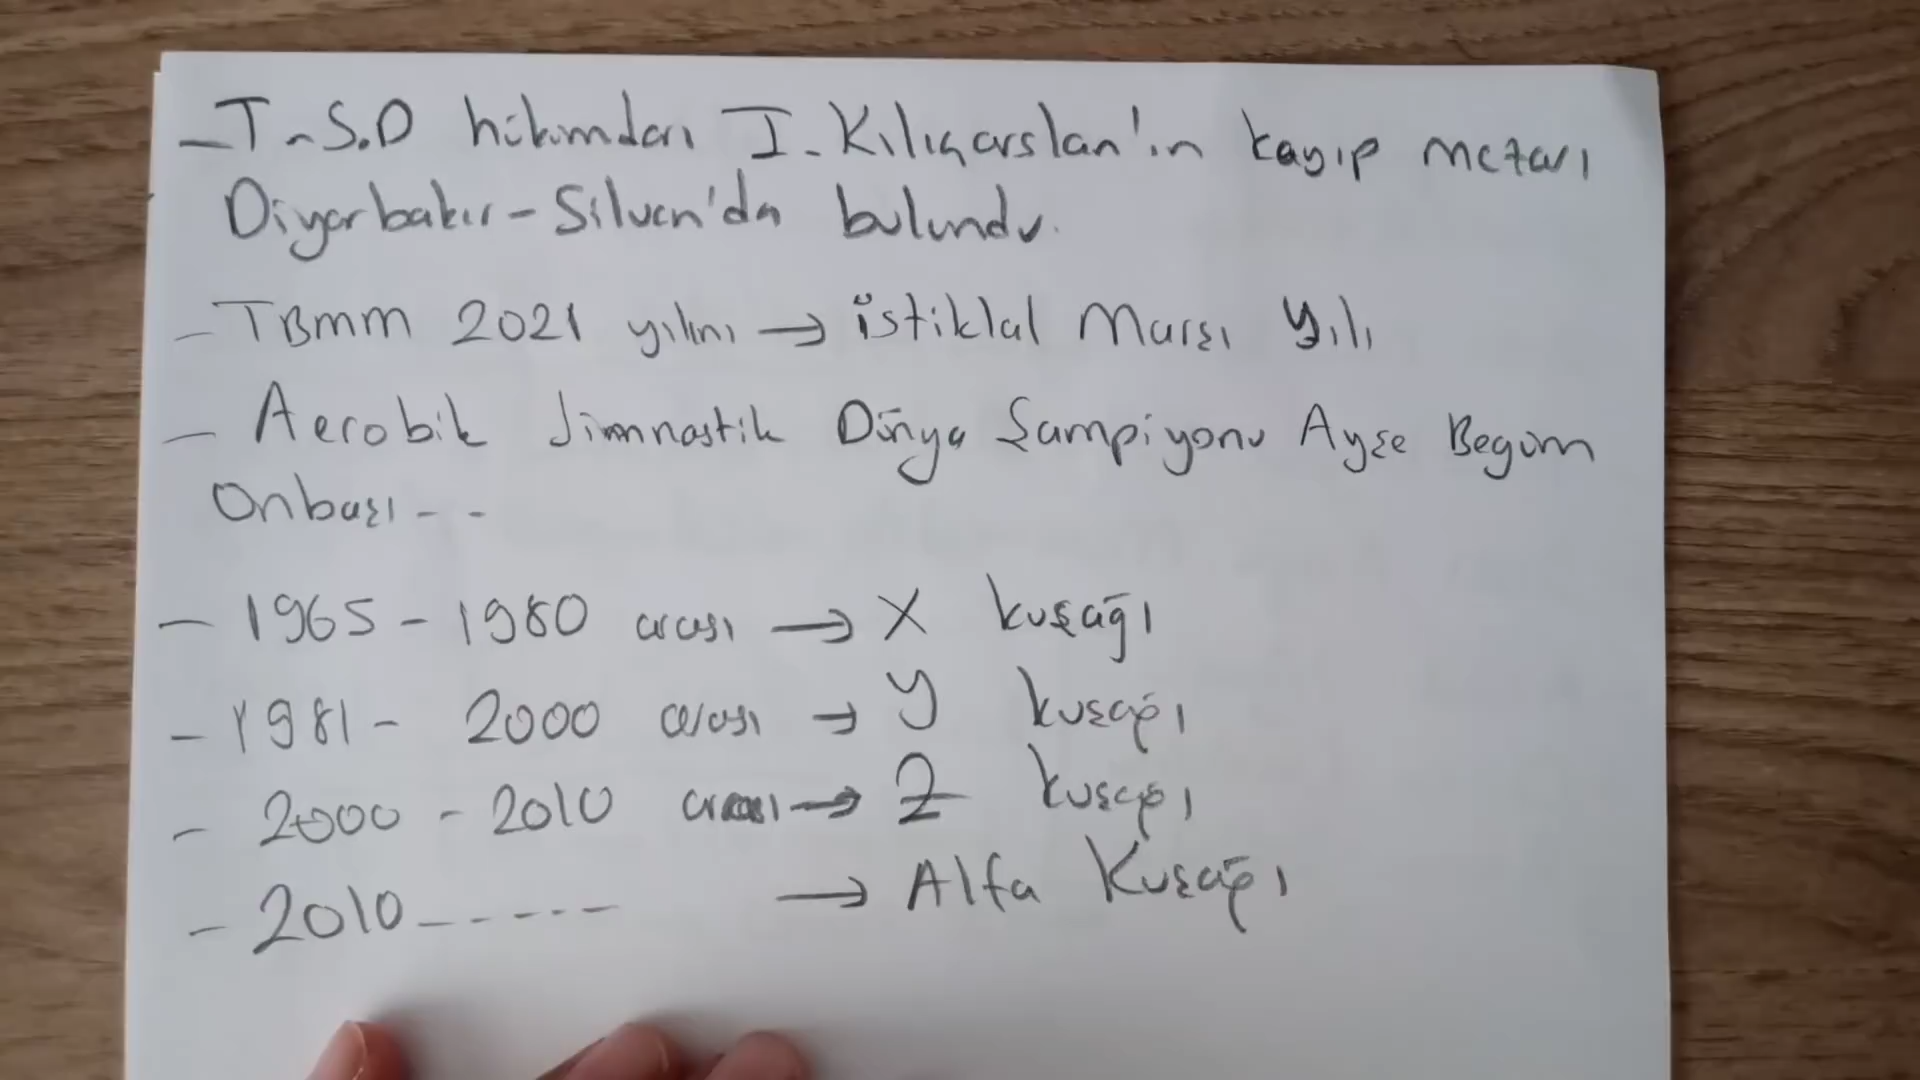 - T.S.D hükümdarı I. Kılıçarslan'ın kayıp mezarı
Diyarbakır - Silvan'da bulundu.
- TBMM 2021 yılını → istiklal Marşı Yılı
- Aerobik Jimnastik Dünya Şampiyonu Ayşe Begüm
Onbaşı - -
- 1965 - 1980 arası → X kuşağı
- 1981 - 2000 arası → Y kuşağı
- 2000 - 2010 arası → Z kuşağı
- 2010 - - - - - → Alfa Kuşağı